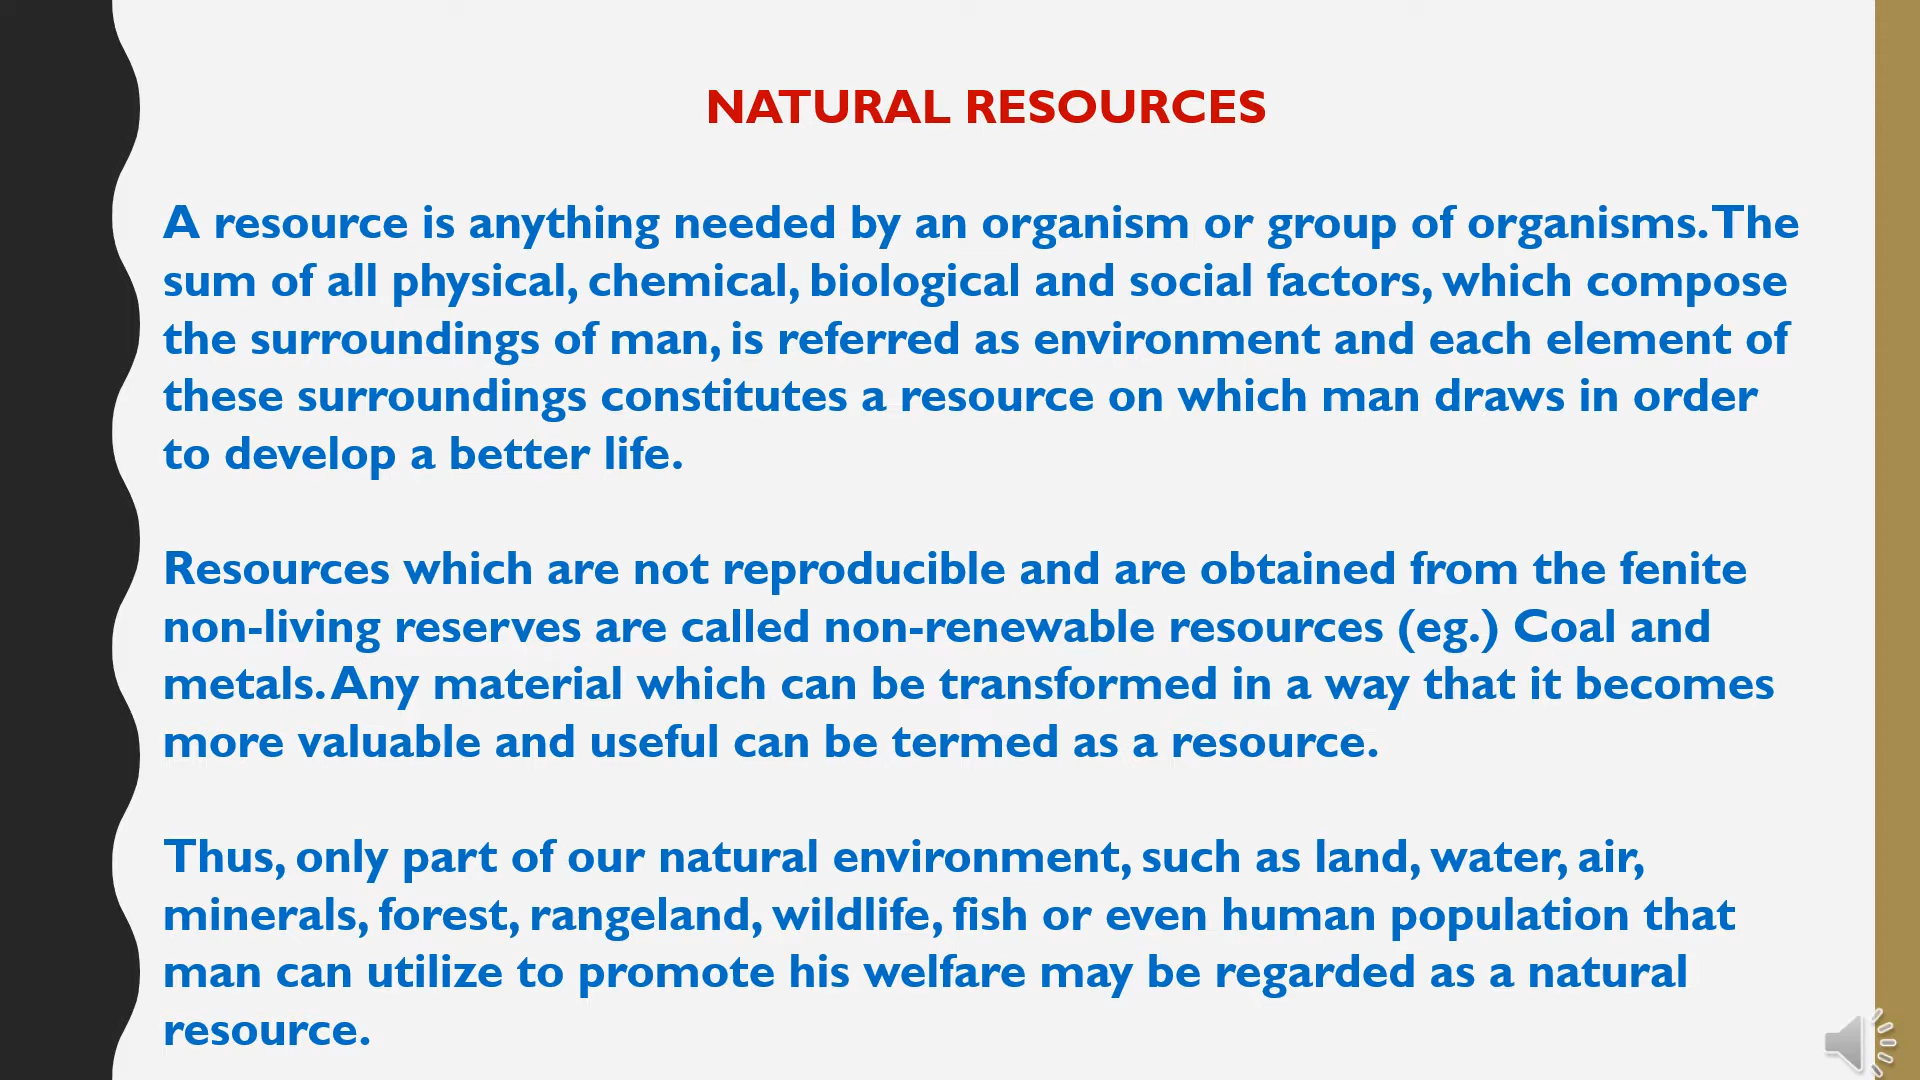 NATURAL RESOURCES
A resource is anything needed by an organism or group of organisms. The
sum of all physical, chemical, biological and social factors, which compose
the surroundings of man, is referred as environment and each element of
these surroundings constitutes a resource on which man draws in order
to develop a better life.
Resources which are not reproducible and are obtained from the fenite
non-living reserves are called non-renewable resources (eg.) Coal and
metals. Any material which can be transformed in a way that it becomes
more valuable and useful can be termed as a resource.
Thus, only part of our natural environment, such as land, water, air,
minerals, forest, rangeland, wildlife, fish or even human population that
man can utilize to promote his welfare may be regarded as a natural
resource.